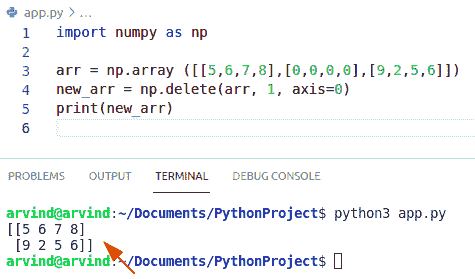 app.py > ...
1 import numpy as np
2
3 arr = np.array ([[5,6,7,8],[0,0,0,0],[9,2,5,6]])
4 new_arr = np.delete(arr, 1, axis=0)
5 print(new_arr)
6
PROBLEMS OUTPUT TERMINAL DEBUG CONSOLE
arvind@arvind:~/Documents/PythonProject$ python3 app.py
[[5 6 7 8]
 [9 2 5 6]]
arvind@arvind:~/Documents/PythonProject$